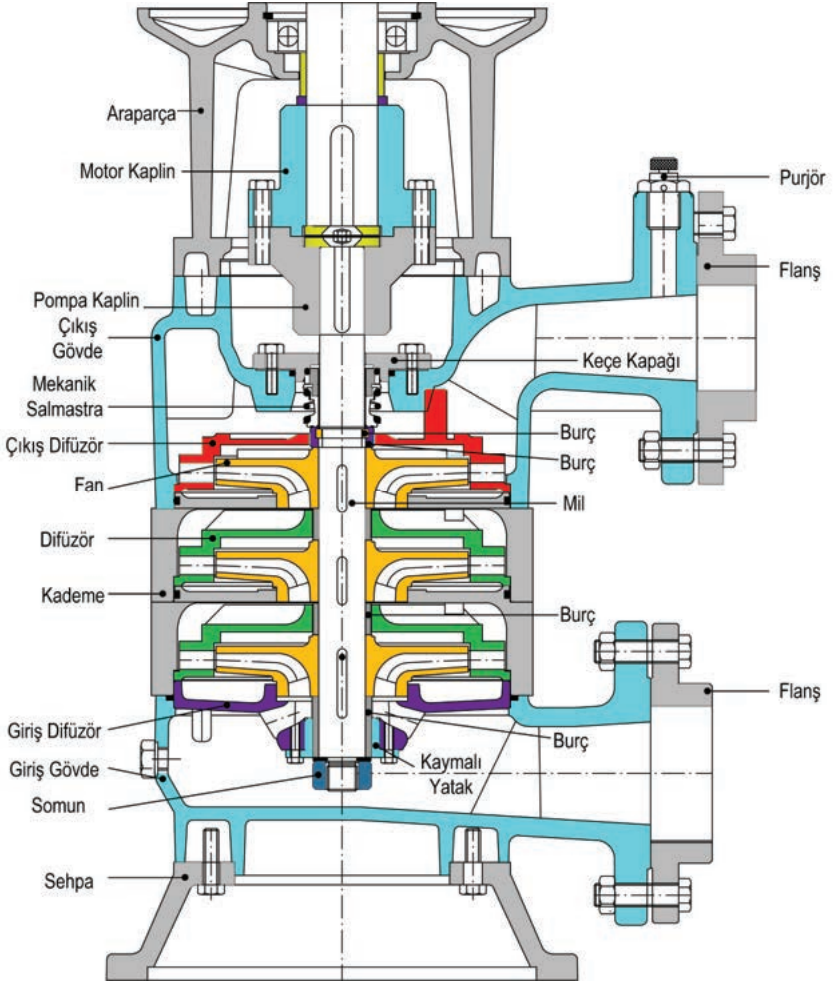 Araparça
Motor Kaplin
Purjör
Flanş
Pompa Kaplin
Çıkış
Gövde
Keçe Kapağı
Mekanik
Salmastra
Burç
Çıkış Difüzör
Burç
Fan
Mil
Difüzör
Kademe
Burç
Flanş
Giriş Difüzör
Burç
Giriş Gövde
Kaymalı
Yatak
Somun
Sehpa